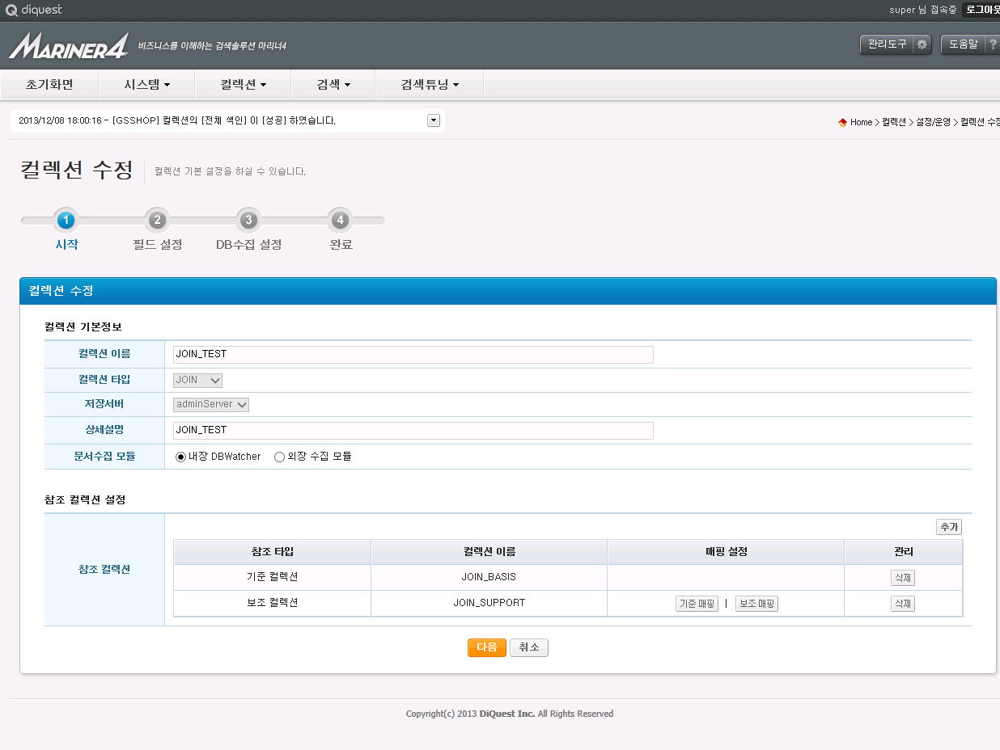 diquest
super 님 접속중 로그아웃
MARINER4 비즈니스를 이해하는 검색솔루션 마리너4
관리도구 도움말 ?
초기화면 시스템 컬렉션 검색 검색튜닝
2013/12/08 18:00:16 - [GSSHOP] 컬렉션의 [전체 색인] 이 [성공] 하였습니다.
Home > 컬렉션 > 설정/운영 > 컬렉션 수정
컬렉션 수정 컬렉션 기본 설정을 하실 수 있습니다.
1 2 3 4
시작 필드 설정 DB수집 설정 완료
컬렉션 수정
컬렉션 기본정보
컬렉션 이름 JOIN_TEST
컬렉션 타입 JOIN
저장서버 adminServer
상세설명 JOIN_TEST
문서수집 모듈 내장 DBWatcher 외장 수집 모듈
참조 컬렉션 설정
추가
참조 컬렉션
참조 타입 컬렉션 이름 매핑 설정 관리
기준 컬렉션 JOIN_BASIS 삭제
보조 컬렉션 JOIN_SUPPORT 기준매핑 | 보조매핑 삭제
다음 취소
Copyright(c) 2013 DiQuest Inc. All Rights Reserved